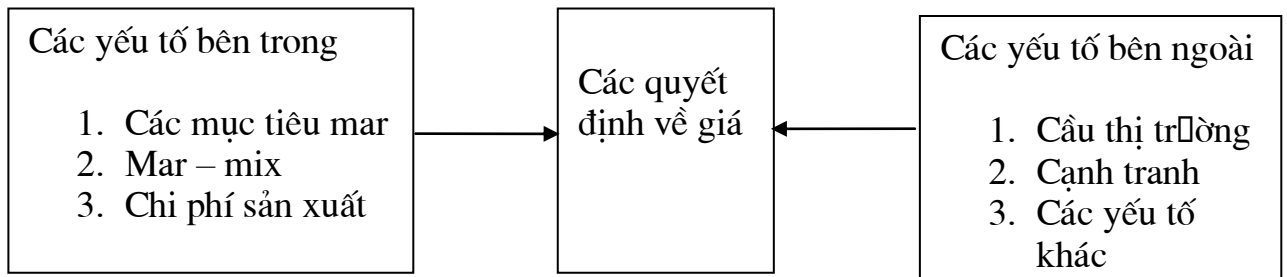 Các yếu tố bên trong
1. Các mục tiêu mar
2. Mar – mix
3. Chi phí sản xuất
Các quyết
định về giá
Các yếu tố bên ngoài
1. Cầu thị tr□ờng
2. Cạnh tranh
3. Các yếu tố
khác